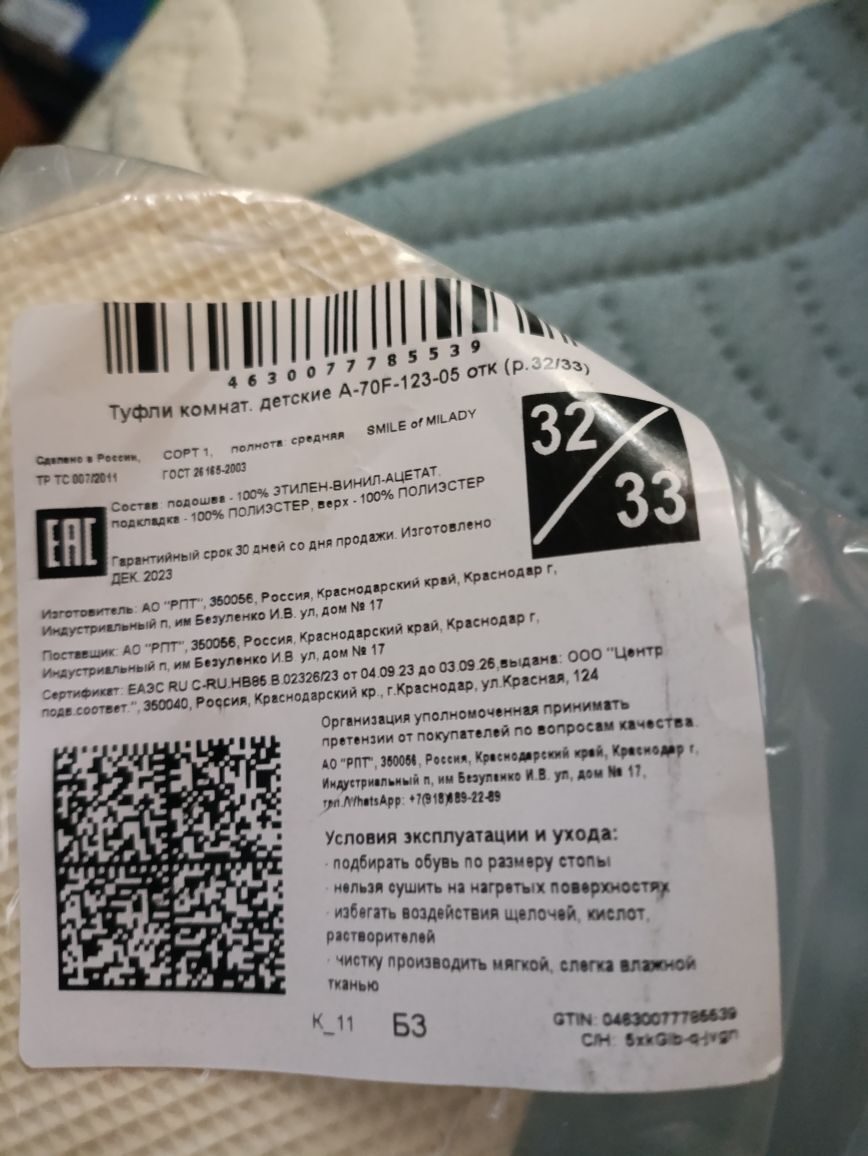 4630077785539
Туфли комнат. детские A-70F-123-05 отк (р.32/33)
Сделано в России, СОРТ 1, полнота: средняя SMILE of MILADY
ТР ТС 007/2011 ГОСТ 26165-2003
32
33
EAC
Состав: подошва - 100% ЭТИЛЕН-ВИНИЛ-АЦЕТАТ,
подкладка - 100% ПОЛИЭСТЕР, верх - 100% ПОЛИЭСТЕР
Гарантийный срок 30 дней со дня продажи. Изготовлено
ДЕК. 2023
Изготовитель: АО "РПТ", 350056, Россия, Краснодарский край, Краснодар г,
Индустриальный п, им Безуленко И.В. ул, дом № 17
Поставщик: АО "РПТ", 350056, Россия, Краснодарский край, Краснодар г,
Индустриальный п, им Безуленко И.В ул, дом № 17
Сертификат: ЕАЭС RU С-RU.НВ85.В.02326/23 от 04.09.23 до 03.09.26,выдана: ООО "Центр
подв.соответ.", 350040, Россия, Краснодарский кр., г.Краснодар, ул.Красная, 124
Организация уполномоченная принимать
претензии от покупателей по вопросам качества.
АО "РПТ", 350056, Россия, Краснодарский край, Краснодар г,
Индустриальный п, им Безуленко И.В. ул, дом № 17,
тел./WhatsApp: +7(918)689-22-89
Условия эксплуатации и ухода:
· подбирать обувь по размеру стопы
· нельзя сушить на нагретых поверхностях
· избегать воздействия щелочей, кислот,
растворителей
· чистку производить мягкой, слегка влажной
тканью
К_11 БЗ
GTIN: 04630077785539
С/Н: